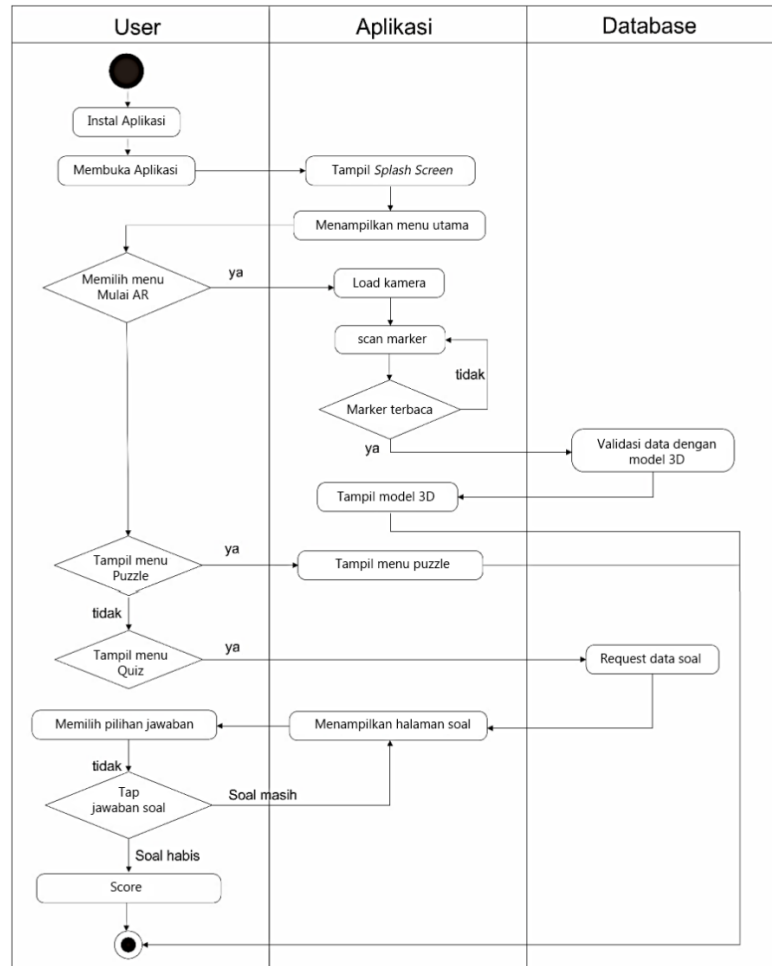 User
Aplikasi
Database
Instal Aplikasi
Membuka Aplikasi
Tampil Splash Screen
Menampilkan menu utama
Memilih menu
Mulai AR
ya
Load kamera
scan marker
tidak
Marker terbaca
ya
Validasi data dengan
model 3D
Tampil model 3D
Tampil menu
Puzzle
ya
Tampil menu puzzle
tidak
Tampil menu
Quiz
ya
Request data soal
Memilih pilihan jawaban
Menampilkan halaman soal
tidak
Tap
jawaban soal
Soal masih
Soal habis
Score